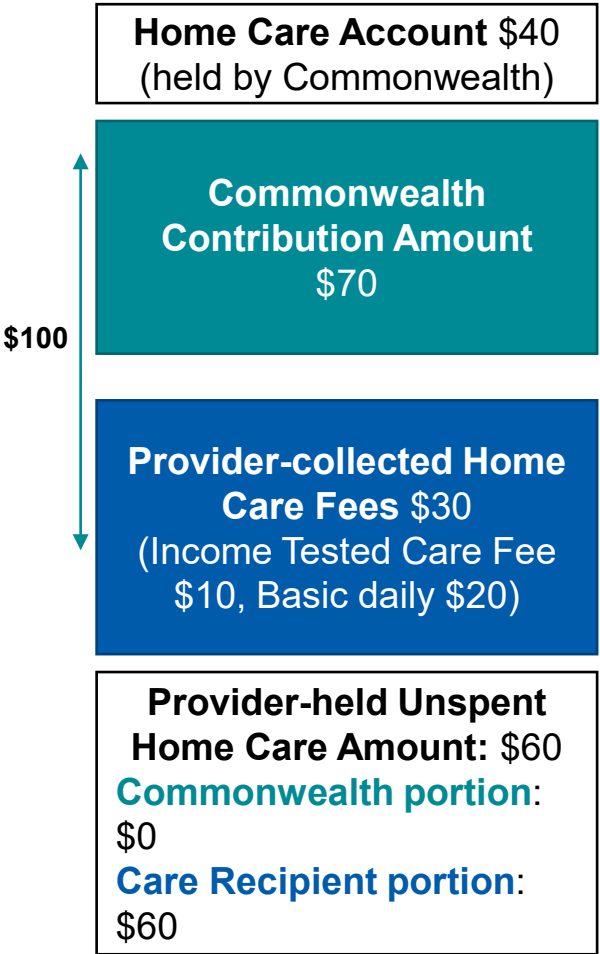 Home Care Account $40
(held by Commonwealth)
Commonwealth
Contribution Amount
$70
$100
Provider-collected Home
Care Fees $30
(Income Tested Care Fee
$10, Basic daily $20)
Provider-held Unspent
Home Care Amount: $60
Commonwealth portion:
$0
Care Recipient portion:
$60